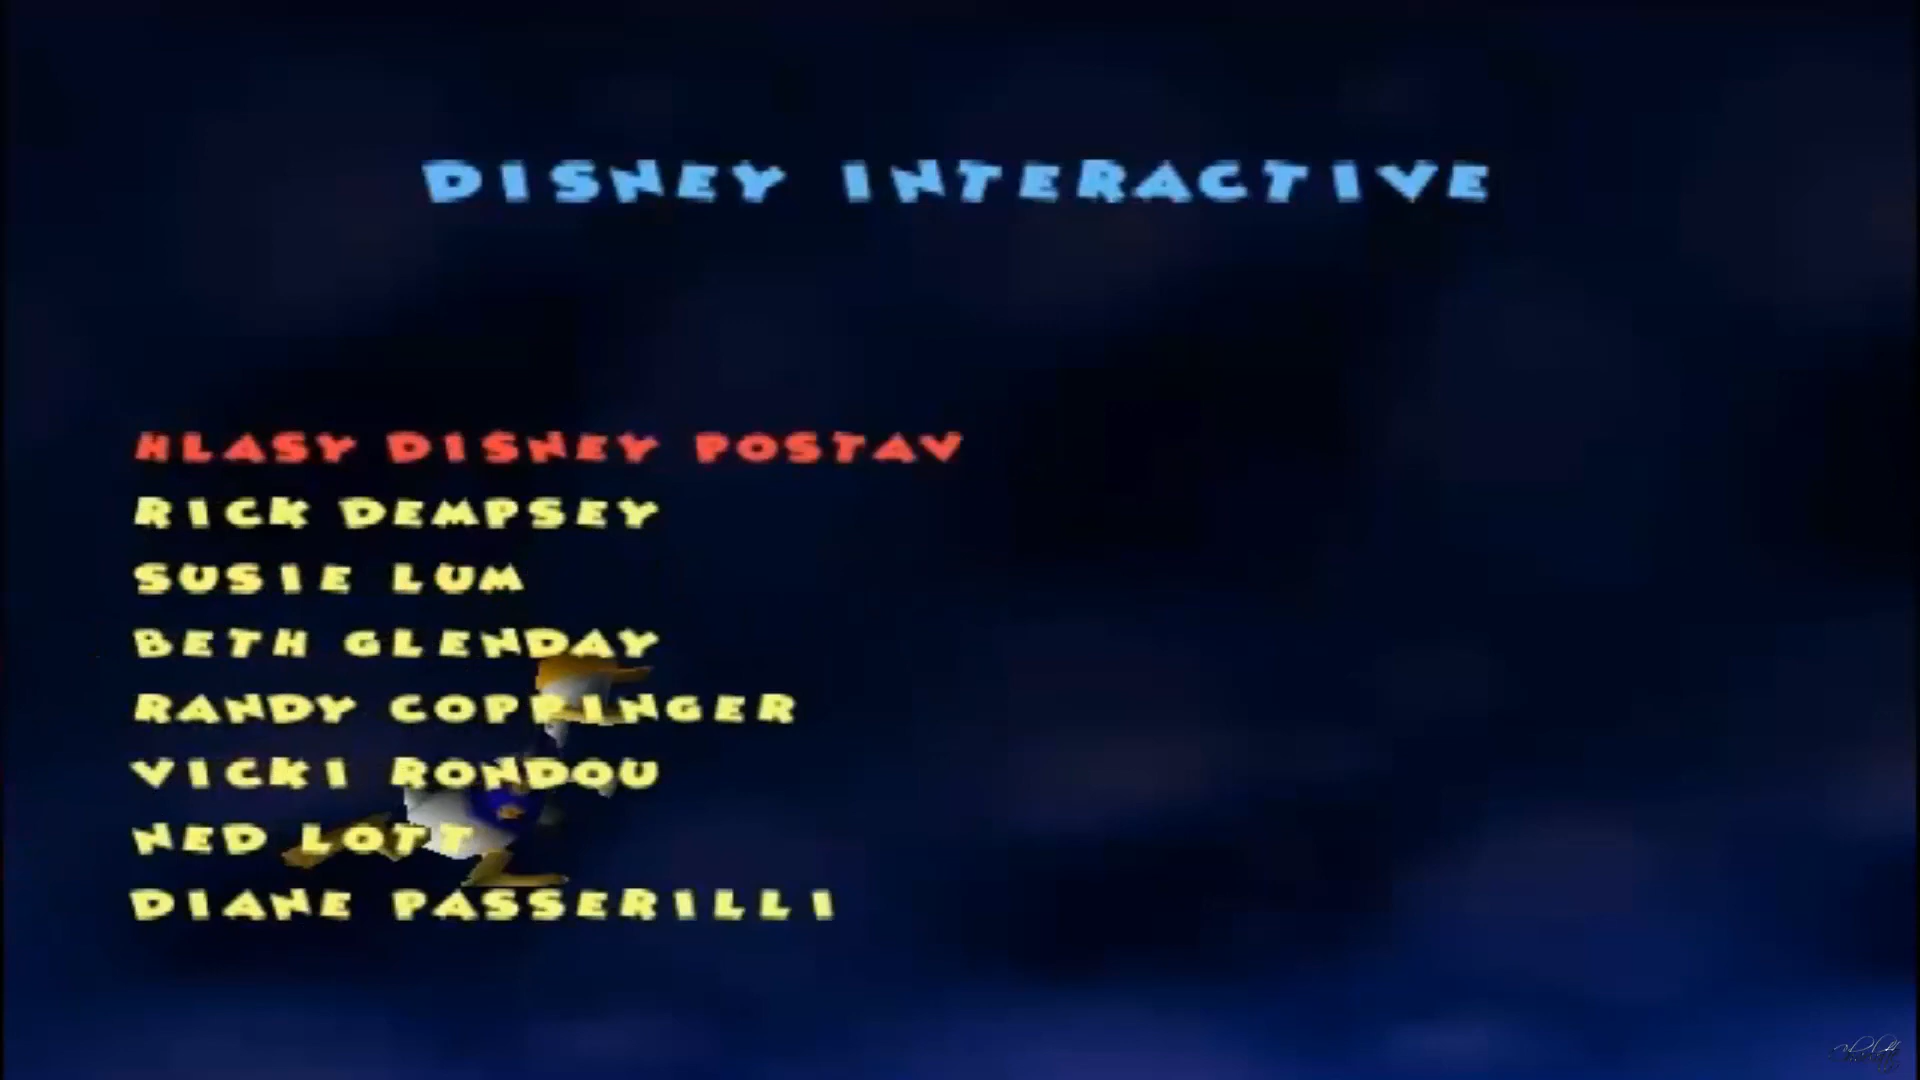 DISNEY INTERACTIVE
HLASY DISNEY POSTAV
RICK DEMPSEY
SUSIE LUM
BETH GLENDAY
RANDY COPPINGER
VICKI RONDOU
NED LOTT
DIANE PASSERILLI